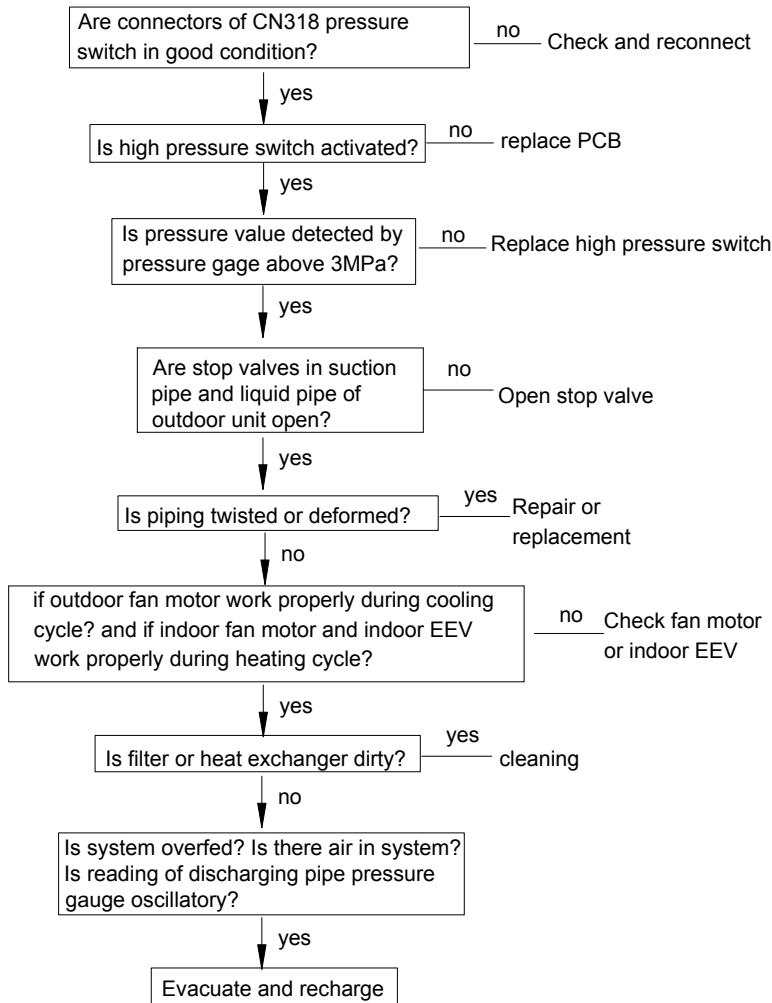 Are connectors of CN318 pressure
switch in good condition?
no
Check and reconnect
yes
Is high pressure switch activated?
no
replace PCB
yes
Is pressure value detected by
pressure gage above 3MPa?
no
Replace high pressure switch
yes
Are stop valves in suction
pipe and liquid pipe of
outdoor unit open?
no
Open stop valve
yes
Is piping twisted or deformed?
yes
Repair or
replacement
no
if outdoor fan motor work properly during cooling
cycle? and if indoor fan motor and indoor EEV
work properly during heating cycle?
no
Check fan motor
or indoor EEV
yes
Is filter or heat exchanger dirty?
yes
cleaning
no
Is system overfed? Is there air in system?
Is reading of discharging pipe pressure
gauge oscillatory?
yes
Evacuate and recharge